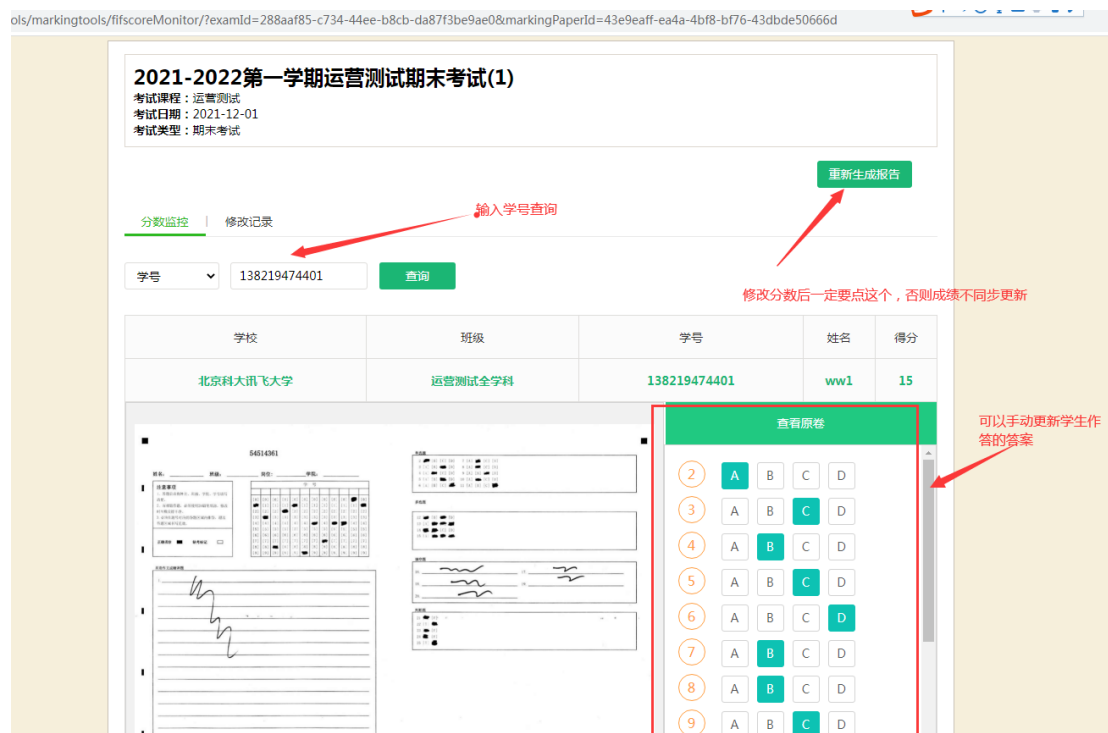 ols/markingtools/fifscoreMonitor/?examId=288aaf85-c734-44ee-b8cb-da87f3be9ae0&markingPaperId=43e9eaff-ea4a-4bf8-bf76-43dbde50666d
2021-2022第一学期运营测试期末考试(1)
考试课程：运营测试
考试日期：2021-12-01
考试类型：期末考试
重新生成报告
输入学号查询
分数监控 | 修改记录
学号 138219474401 查询
修改分数后一定要点这个，否则成绩不同步更新
学校 班级 学号 姓名 得分
北京科大讯飞大学 运营测试全学科 138219474401 ww1 15
查看原卷
可以手动更新学生作
答的答案
54514361
注意事项
2 A B C D
3 A B C D
4 A B C D
5 A B C D
6 A B C D
7 A B C D
8 A B C D
9 A B C D